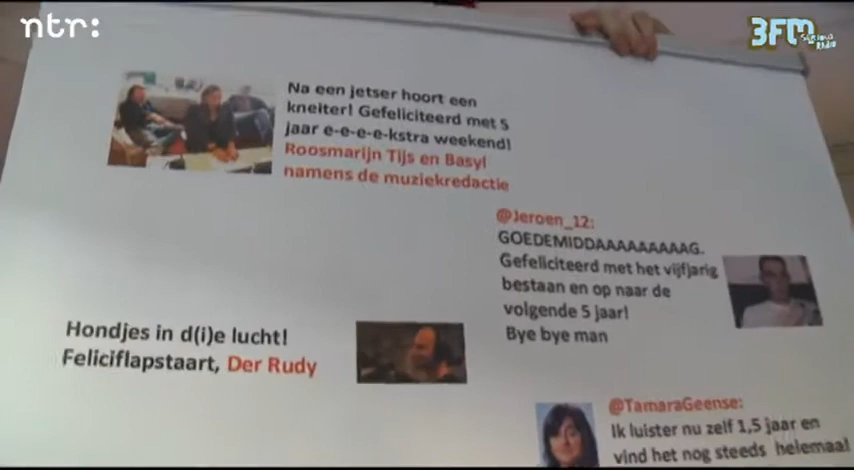 ntr:
3FM
Serious
Radio
Na een jetser hoort een
kneiter! Gefeliciteerd met 5
jaar e-e-e-e-kstra weekend!
Roosmarijn Tijs en Basyl
namens de muziekredactie
@Jeroen_12:
GOEDEMIDDAAAAAAAAAG.
Gefeliciteerd met het vijfjarig
bestaan en op naar de
volgende 5 jaar!
Bye bye man
Hondjes in d(i)e lucht!
Feliciflapstaart, Der Rudy
@TamaraGeense:
Ik luister nu zelf 1,5 jaar en
vind het nog steeds helemaal